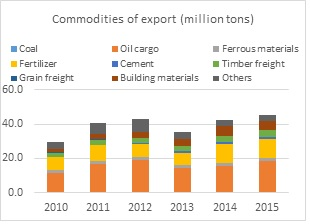 Commodities of export (million tons)
Coal Oil cargo Ferrous materials
Fertilizer Cement Timber freight
Grain freight Building materials Others
60.0
40.0
20.0
0.0
2010 2011 2012 2013 2014 2015